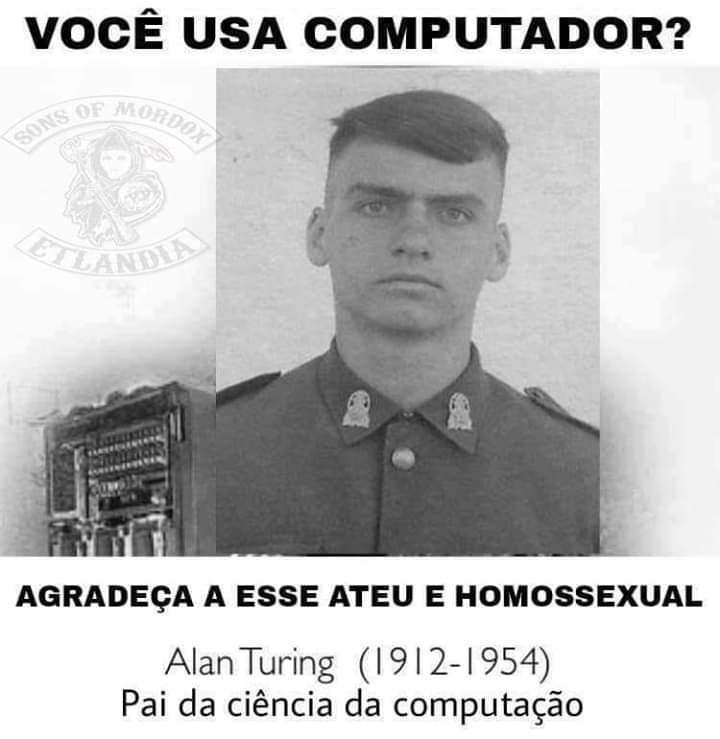 VOCÊ USA COMPUTADOR?
SONS OF MORDOX
ETLANDIA
AGRADEÇA A ESSE ATEU E HOMOSSEXUAL
Alan Turing (1912-1954)
Pai da ciência da computação